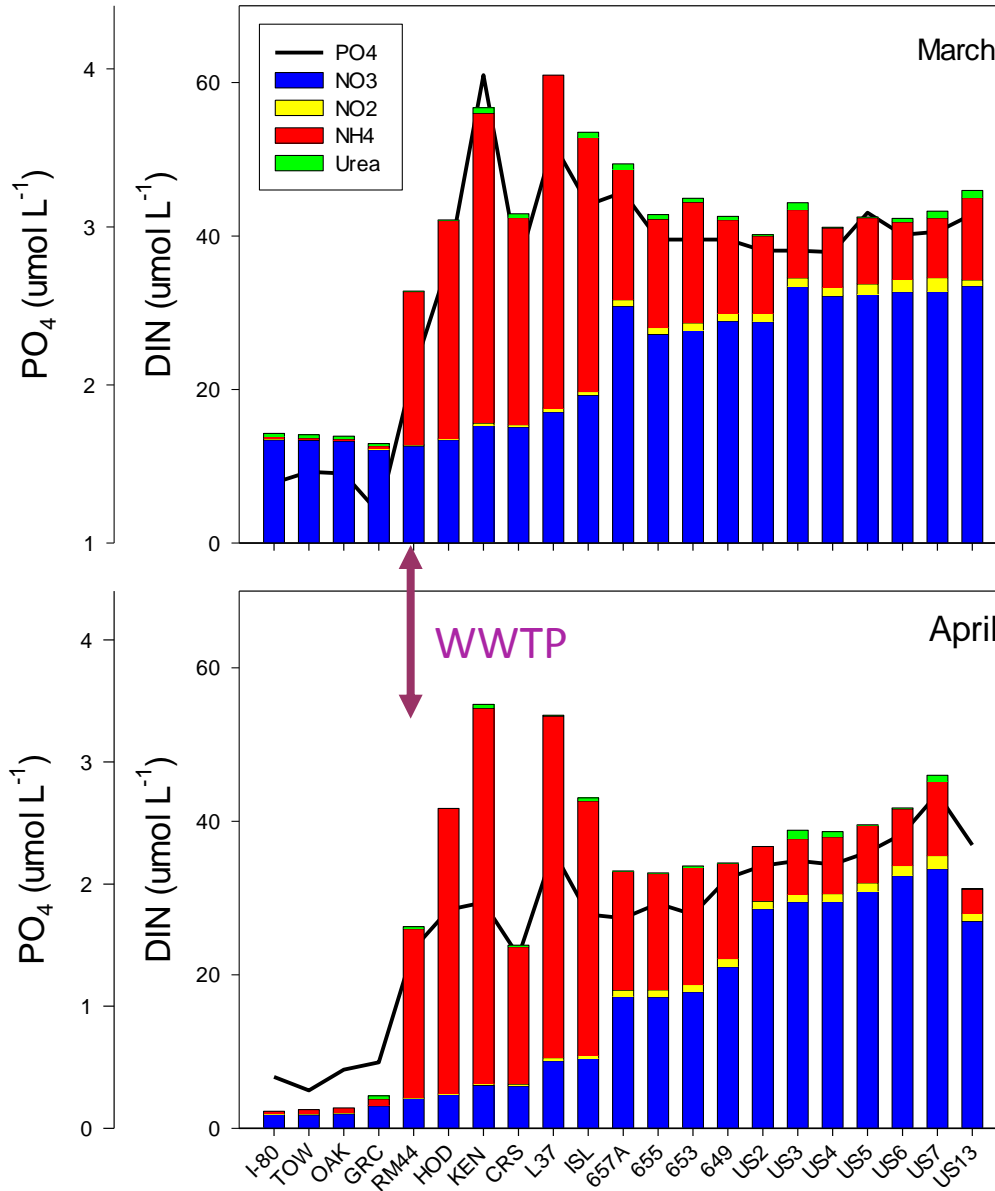 March
PO4
NO3
NO2
NH4
Urea
PO4 (umol L-1)
4
3
2
1
DIN (umol L-1)
60
40
20
0
WWTP
April
PO4 (umol L-1)
4
3
2
1
0
DIN (umol L-1)
60
40
20
0
I-80 TOW OAK GRC RM44 HOD KEN CRS L37 ISL 657A 655 653 649 US2 US3 US4 US5 US6 US7 US13